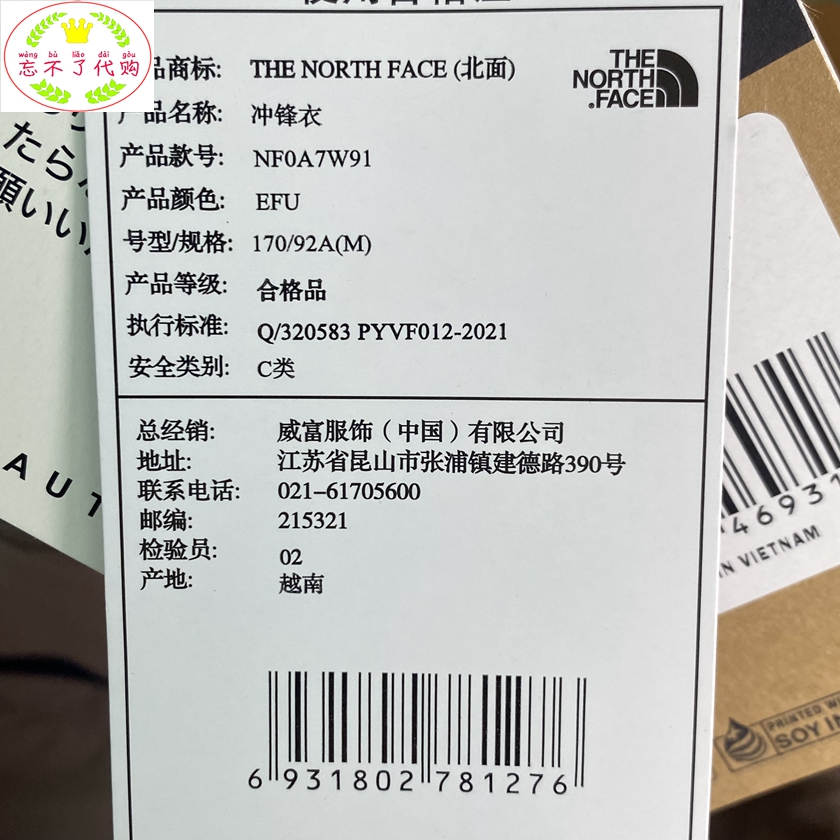 wàng bù liǎo dài gòu
忘不了代购
品商标: THE NORTH FACE (北面)
产品名称: 冲锋衣
产品款号: NF0A7W91
产品颜色: EFU
号型/规格: 170/92A(M)
产品等级: 合格品
执行标准: Q/320583 PYVF012-2021
安全类别: C类
THE
NORTH
FACE
总经销: 威富服饰（中国）有限公司
地址: 江苏省昆山市张浦镇建德路390号
联系电话: 021-61705600
邮编: 215321
检验员: 02
产地: 越南
6 931802 781276
たら
願いい
AUT
46931
IN VIETNAM
PRINTED W
SOY I